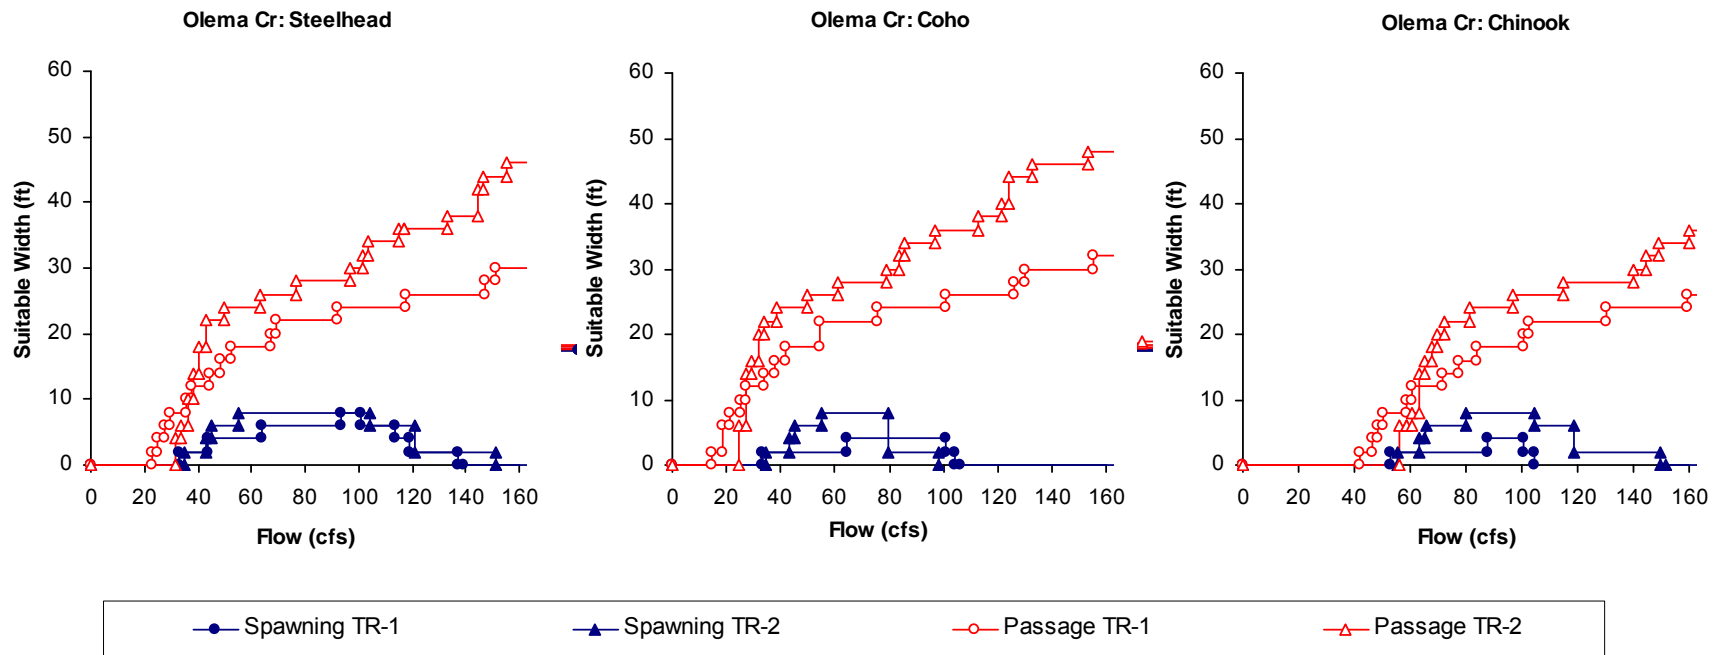 Olema Cr: Steelhead
Olema Cr: Coho
Olema Cr: Chinook
60
50
40
30
20
10
0
Suitable Width (ft)
0 20 40 60 80 100 120 140 160
Flow (cfs)
60
50
40
30
20
10
0
Suitable Width (ft)
0 20 40 60 80 100 120 140 160
Flow (cfs)
60
50
40
30
20
10
0
Suitable Width (ft)
0 20 40 60 80 100 120 140 160
Flow (cfs)
Spawning TR-1 Spawning TR-2 Passage TR-1 Passage TR-2